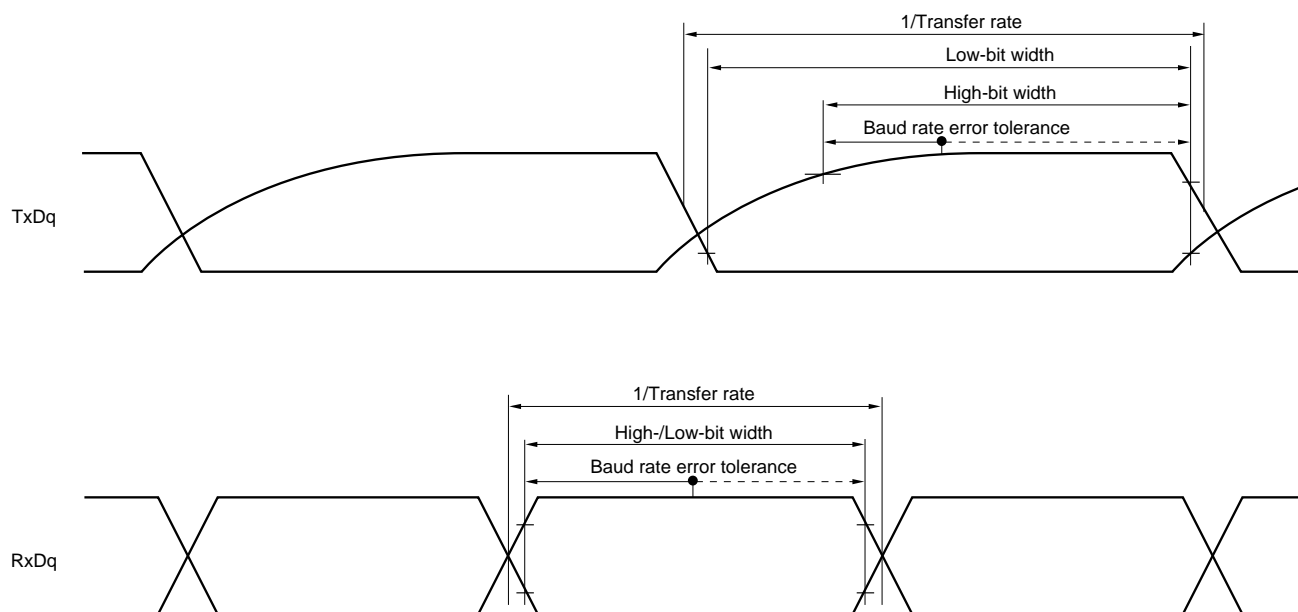 1/Transfer rate
Low-bit width
High-bit width
Baud rate error tolerance
TxDq
1/Transfer rate
High-/Low-bit width
Baud rate error tolerance
RxDq